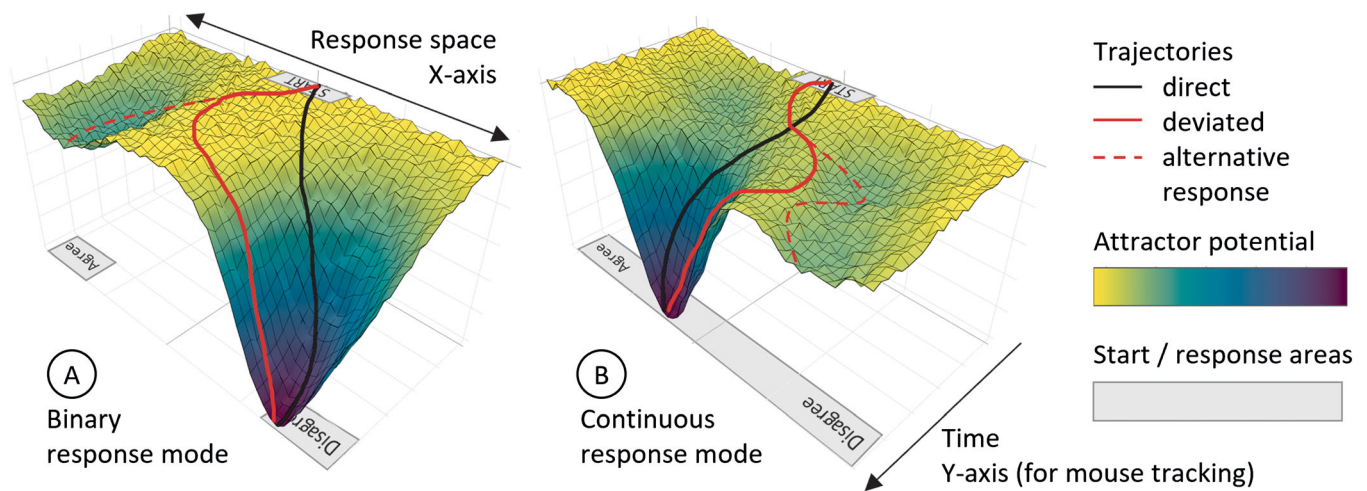 Response space
X-axis
START
Agree
Disagree
A
Binary
response mode
START
Agree
Disagree
B
Continuous
response mode
Time
Y-axis (for mouse tracking)
Trajectories
direct
deviated
alternative
response
Attractor potential
Start / response areas